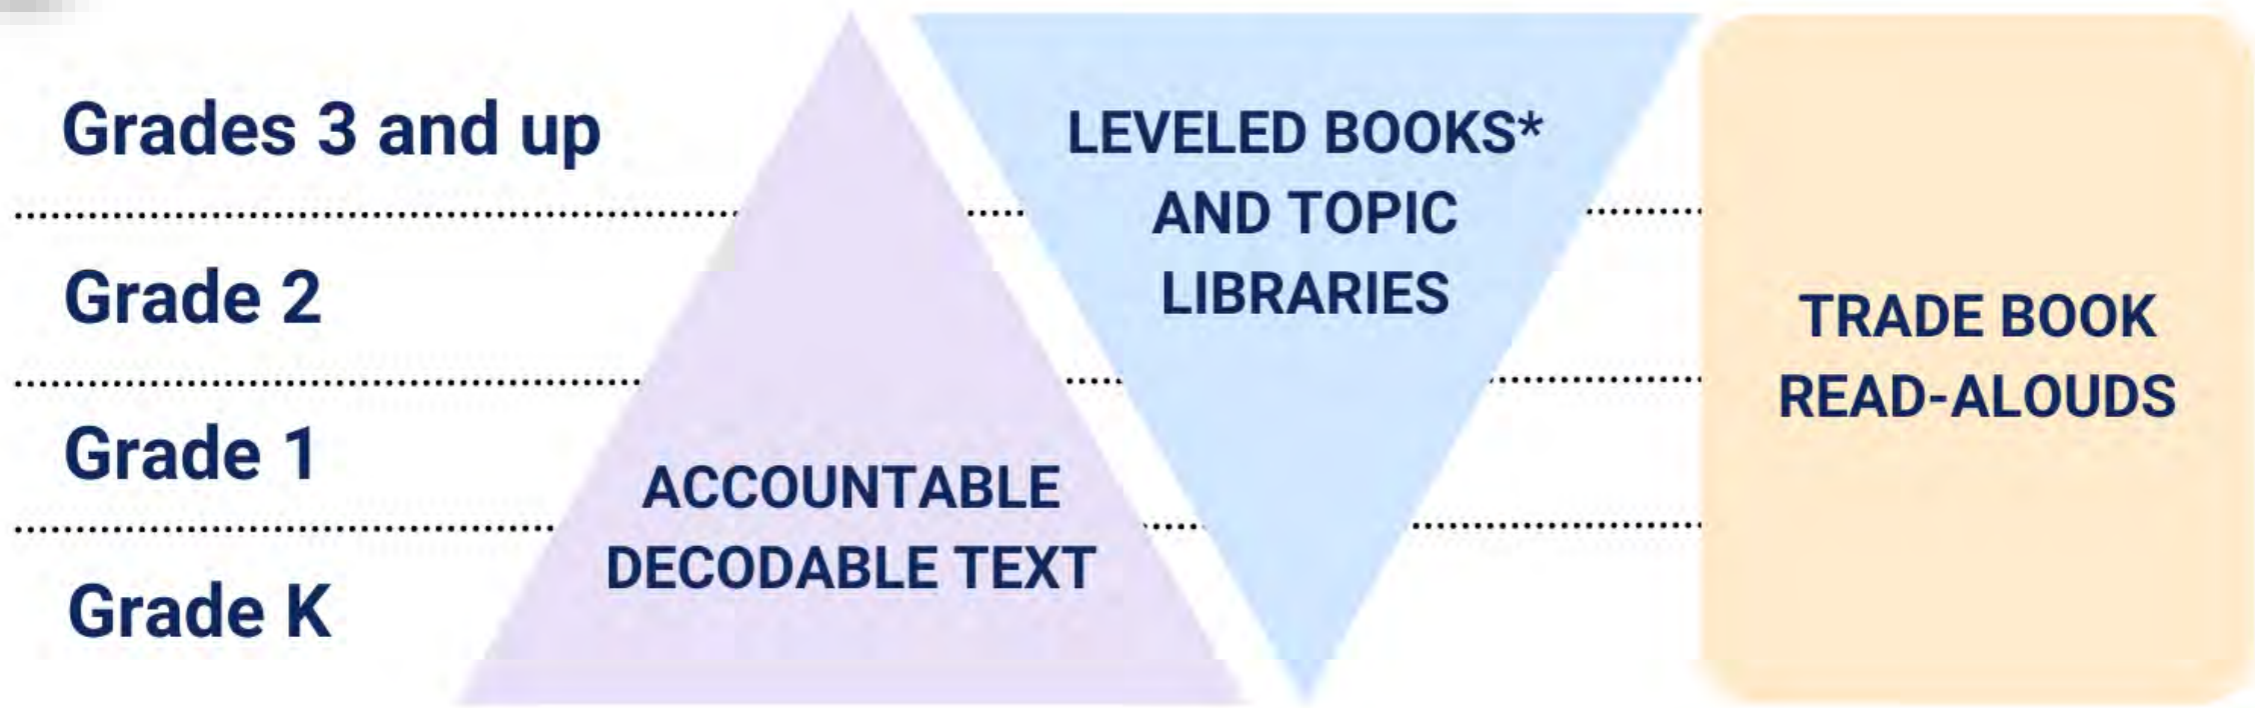 Grades 3 and up
Grade 2
Grade 1
Grade K
ACCOUNTABLE
DECODABLE TEXT
LEVELED BOOKS*
AND TOPIC
LIBRARIES
TRADE BOOK
READ-ALOUDS